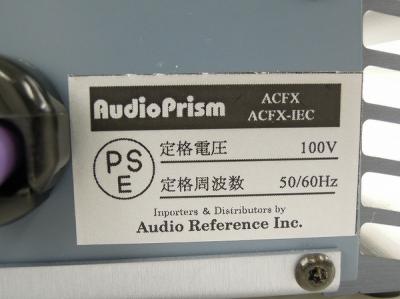 AudioPrism
ACFX
ACFX-IEC
定格電圧 100V
PS
E
定格周波数 50/60Hz
Importers & Distributors by
Audio Reference Inc.